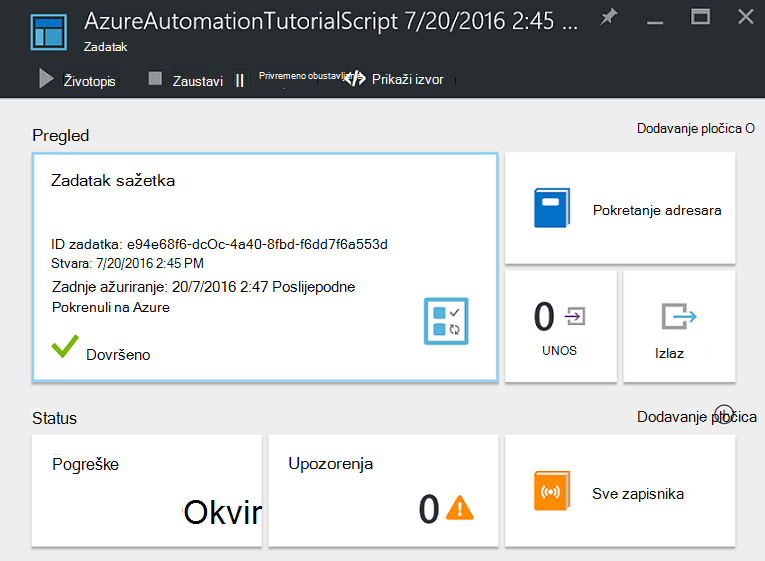 AzureAutomationTutorialScript 7/20/2016 2:45 ...
Zadatak
Životopis
Zaustavi
Privremeno obustavljanje
Prikaži izvor
Pregled
Dodavanje pločica O
Zadatak sažetka
ID zadatka: e94e68f6-dcOc-4a40-8fbd-f6dd7f6a553d
Stvara: 7/20/2016 2:45 PM
Zadnje ažuriranje: 20/7/2016 2:47 Poslijepodne
Pokrenuli na Azure
Dovršeno
Pokretanje adresara
0
UNOS
Izlaz
Status
Dodavanje pločica
Pogreške
Okvir
Upozorenja
0
Sve zapisnika